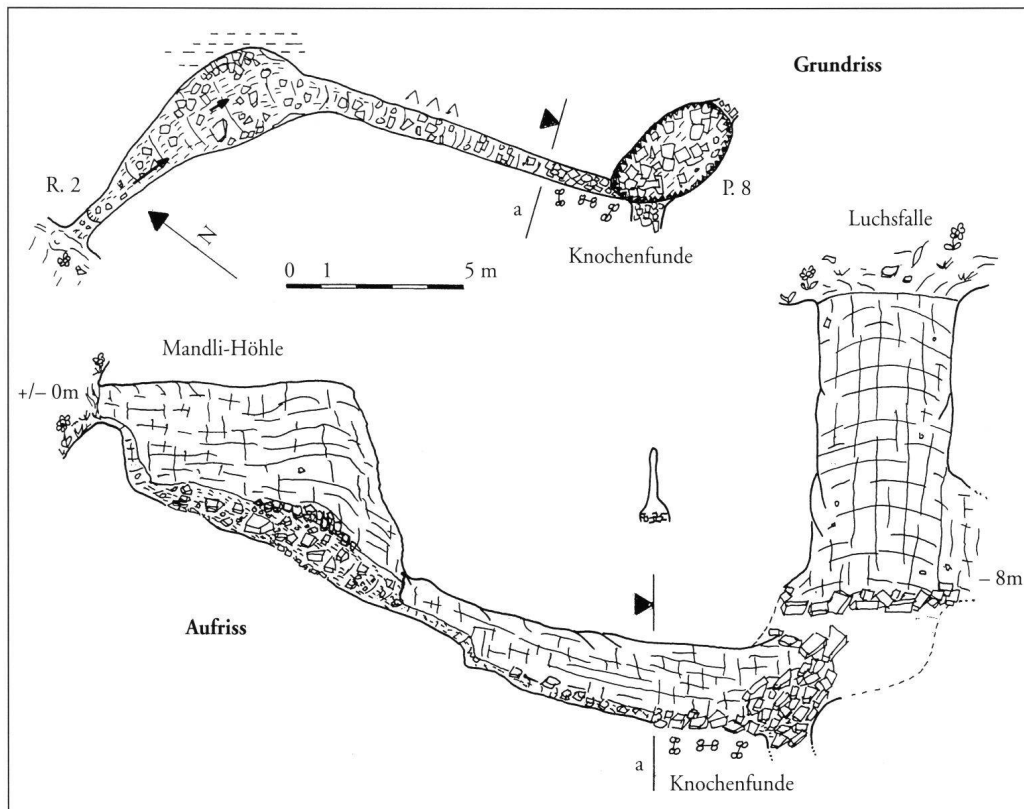 Grundriss
R. 2
P. 8
a
N
Knochenfunde
Luchsfalle
0 1 5 m
Mandli-Höhle
+/– 0m
– 8m
Aufriss
a
Knochenfunde